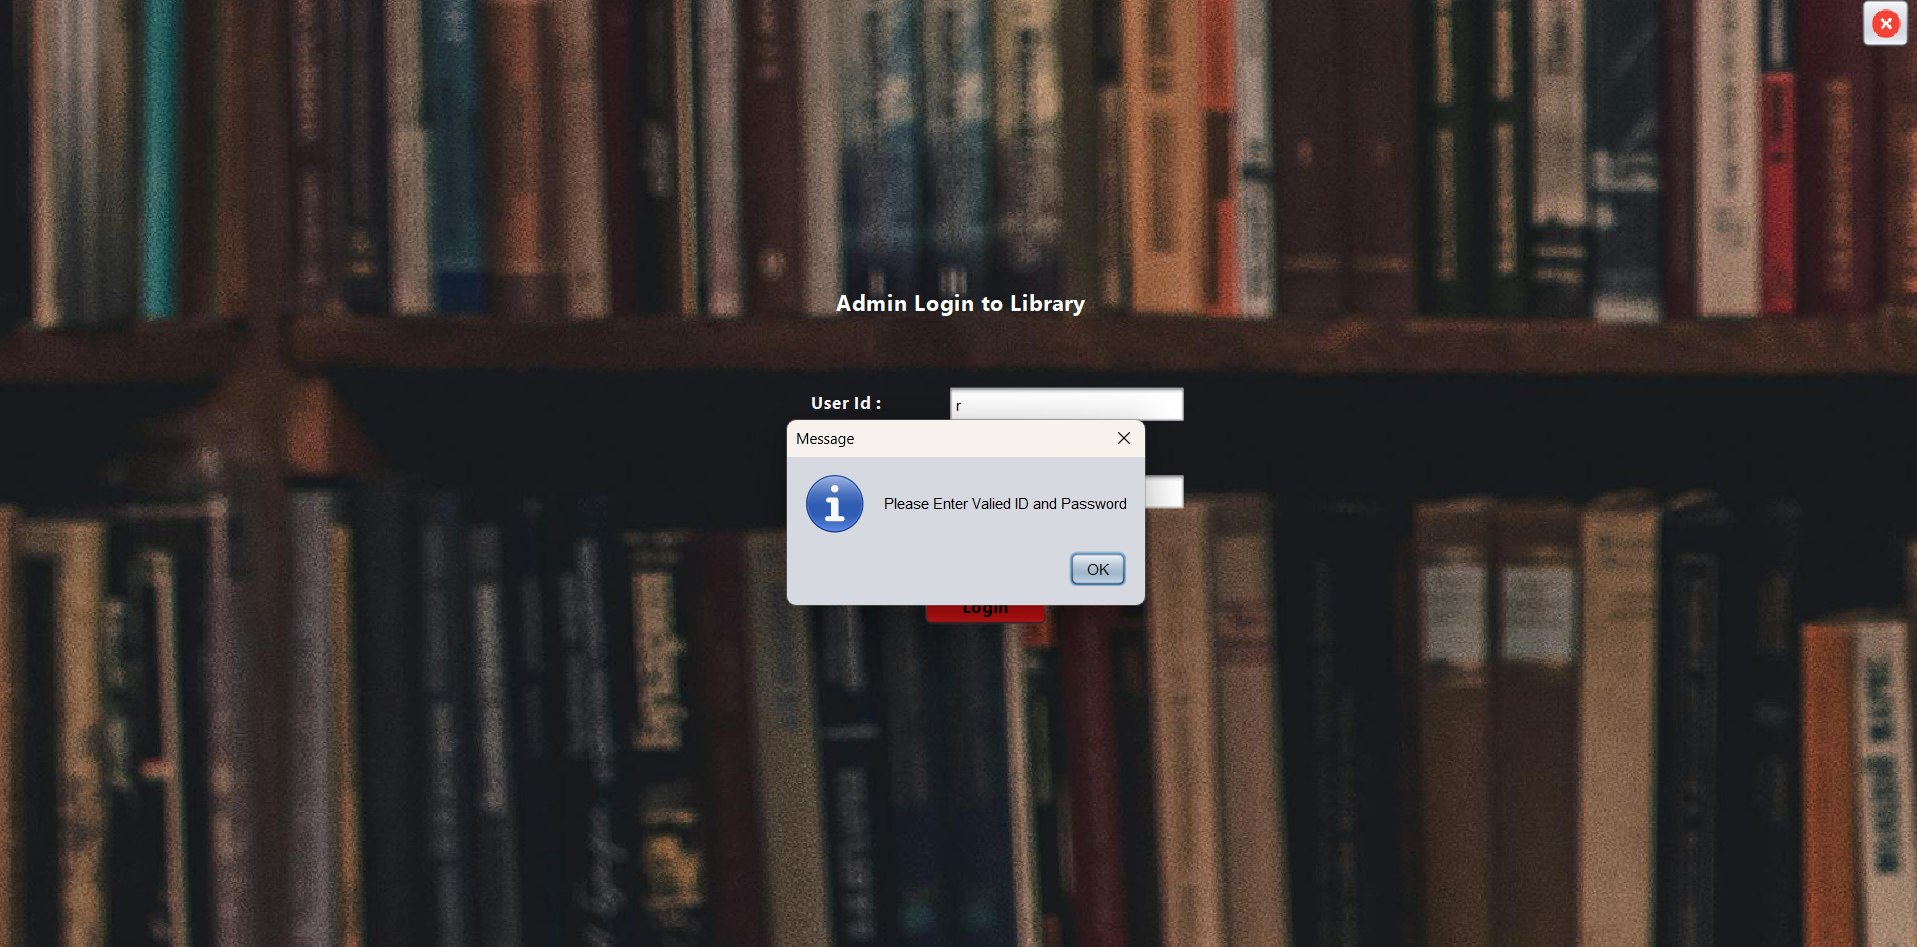 Admin Login to Library
User Id :
r
Message
Please Enter Valied ID and Password
OK
Login